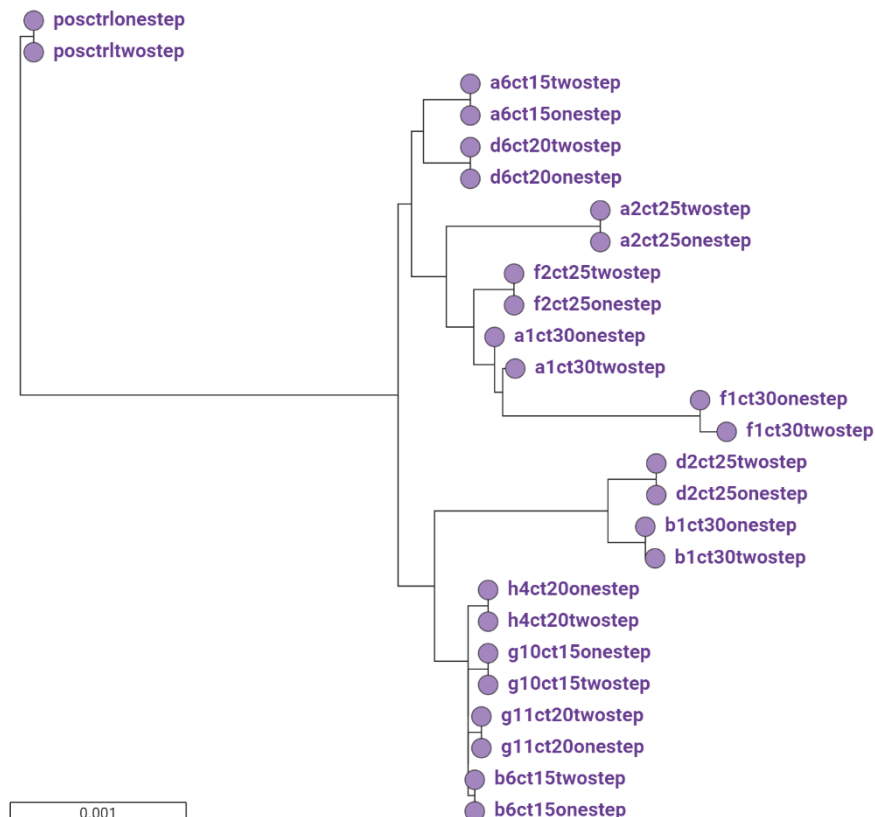 posctrlonestep
posctrltwostep
a6ct15twostep
a6ct15onestep
d6ct20twostep
d6ct20onestep
a2ct25twostep
a2ct25onestep
f2ct25twostep
f2ct25onestep
a1ct30onestep
a1ct30twostep
f1ct30onestep
f1ct30twostep
d2ct25twostep
d2ct25onestep
b1ct30onestep
b1ct30twostep
h4ct20onestep
h4ct20twostep
g10ct15onestep
g10ct15twostep
g11ct20twostep
g11ct20onestep
b6ct15twostep
b6ct15onestep
0.001